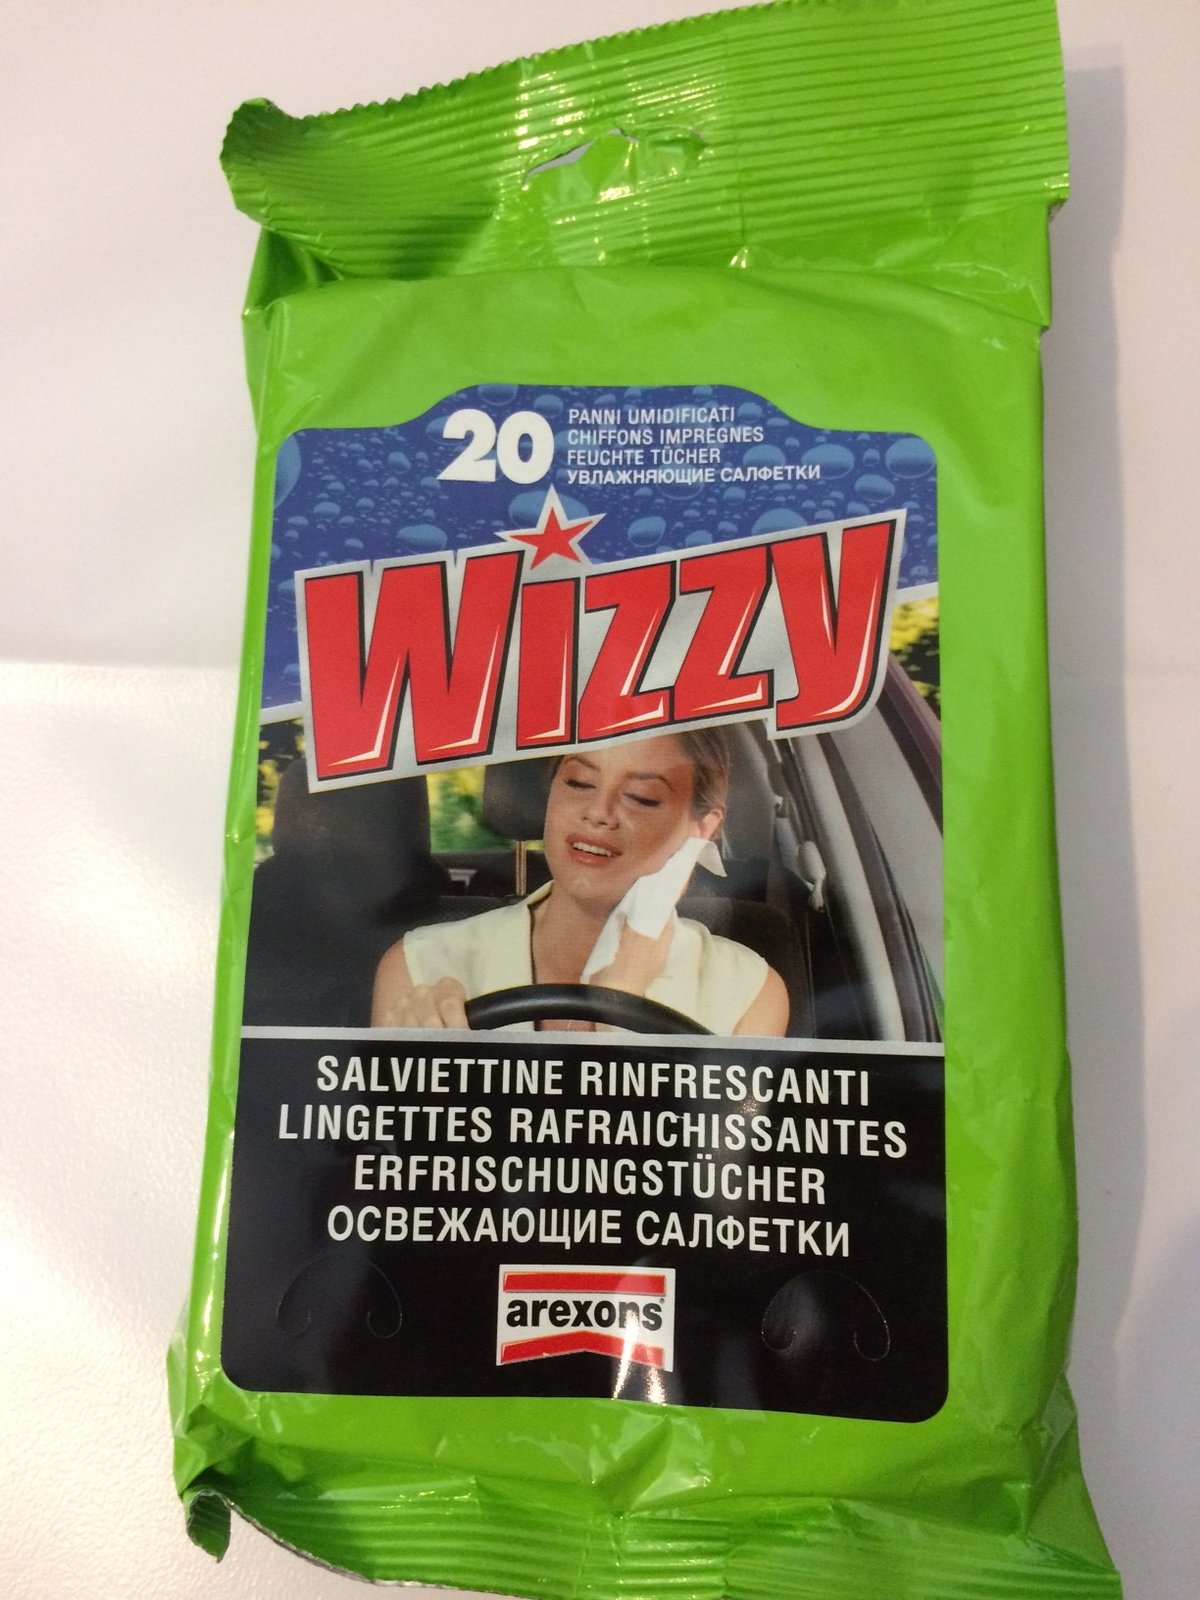 20
PANNI UMIDIFICATI
CHIFFONS IMPREGNES
FEUCHTE TÜCHER
УВЛАЖНЯЮЩИЕ САЛФЕТКИ
Wizzy
SALVIETTINE RINFRESCANTI
LINGETTES RAFRAICHISSANTES
ERFRISCHUNGSTÜCHER
ОСВЕЖАЮЩИЕ САЛФЕТКИ
arexons®